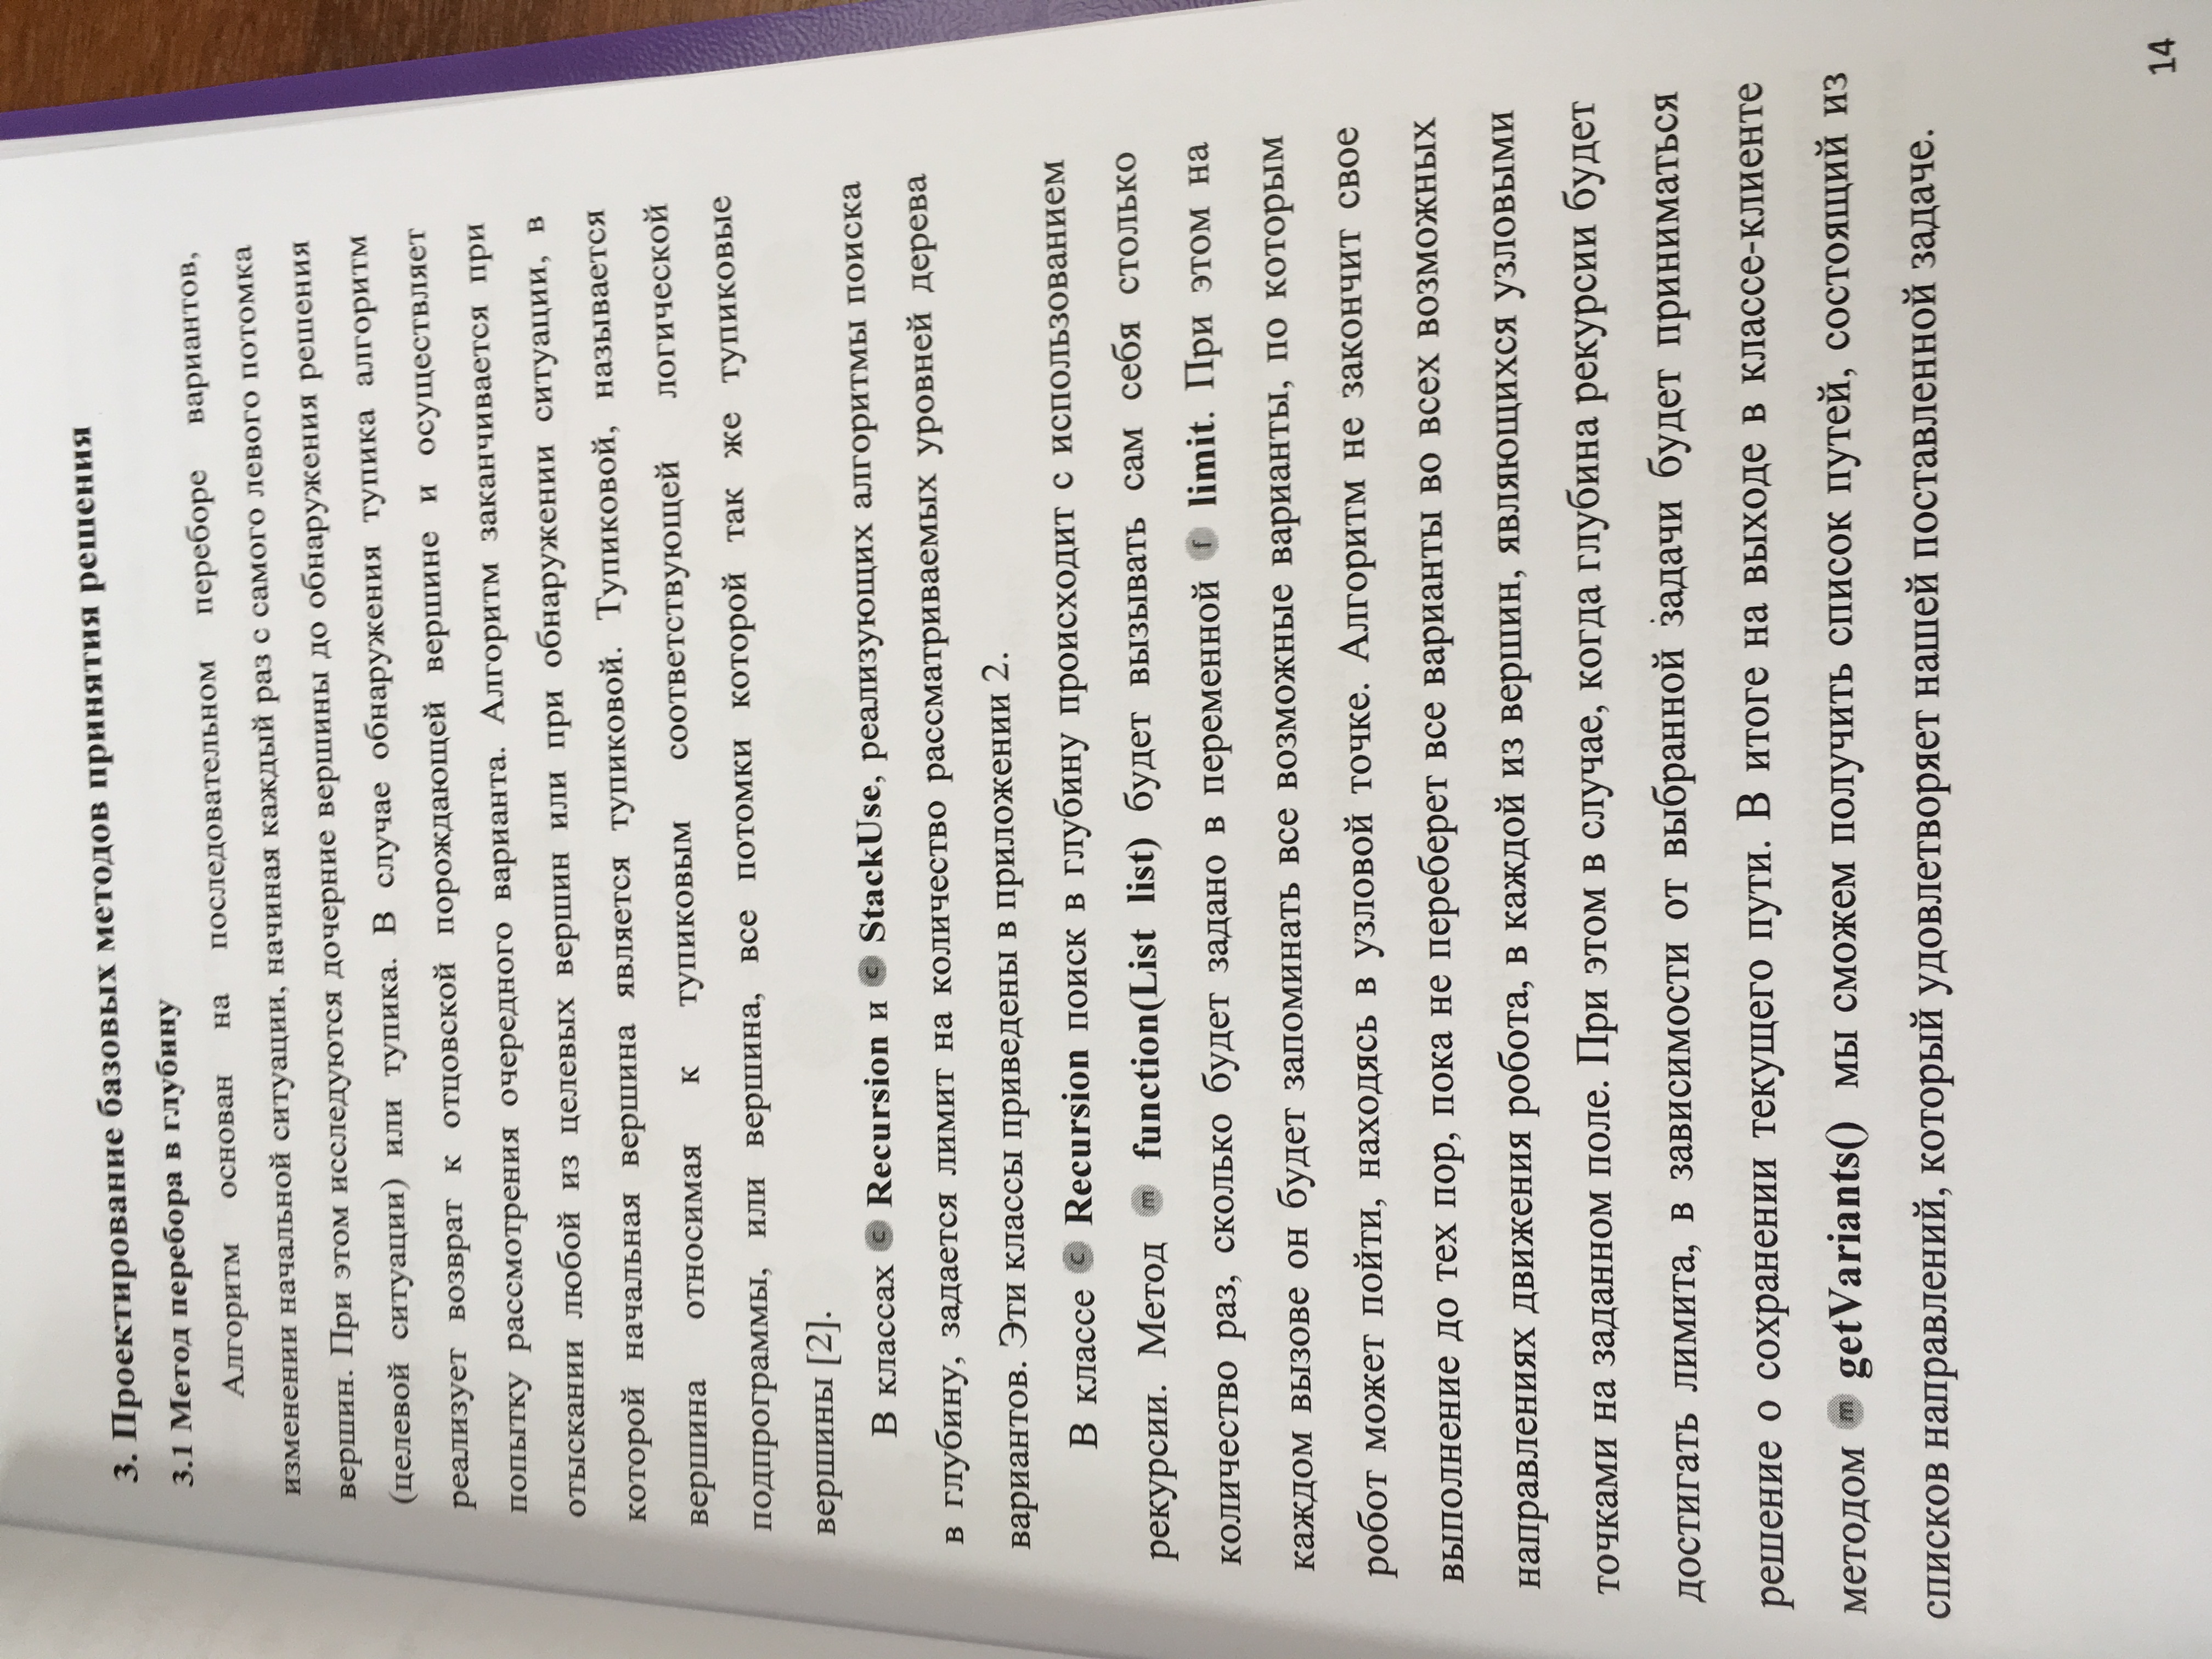 3. Проектирование базовых методов принятия решения
3.1 Метод перебора в глубину
Алгоритм основан на последовательном переборе вариантов,
изменении начальной ситуации, начиная каждый раз с самого левого потомка
вершин. При этом исследуются дочерние вершины до обнаружения решения
(целевой ситуации) или тупика. В случае обнаружения тупика алгоритм
реализует возврат к отцовской порождающей вершине и осуществляет
попытку рассмотрения очередного варианта. Алгоритм заканчивается при
отыскании любой из целевых вершин или при обнаружении ситуации, в
которой начальная вершина является тупиковой. Тупиковой, называется
вершина относимая к тупиковым соответствующей логической
подпрограммы, или вершина, все потомки которой так же тупиковые
вершины [2].
В классах c Recursion и c StackUse, реализующих алгоритмы поиска
в глубину, задается лимит на количество рассматриваемых уровней дерева
вариантов. Эти классы приведены в приложении 2.
В классе c Recursion поиск в глубину происходит с использованием
рекурсии. Метод m function(List list) будет вызывать сам себя столько
количество раз, сколько будет задано в переменной f limit. При этом на
каждом вызове он будет запоминать все возможные варианты, по которым
робот может пойти, находясь в узловой точке. Алгоритм не закончит свое
выполнение до тех пор, пока не переберет все варианты во всех возможных
направлениях движения робота, в каждой из вершин, являющихся узловыми
точками на заданном поле. При этом в случае, когда глубина рекурсии будет
достигать лимита, в зависимости от выбранной задачи будет приниматься
решение о сохранении текущего пути. В итоге на выходе в классе-клиенте
методом m getVariants() мы сможем получить список путей, состоящий из
списков направлений, который удовлетворяет нашей поставленной задаче.
14